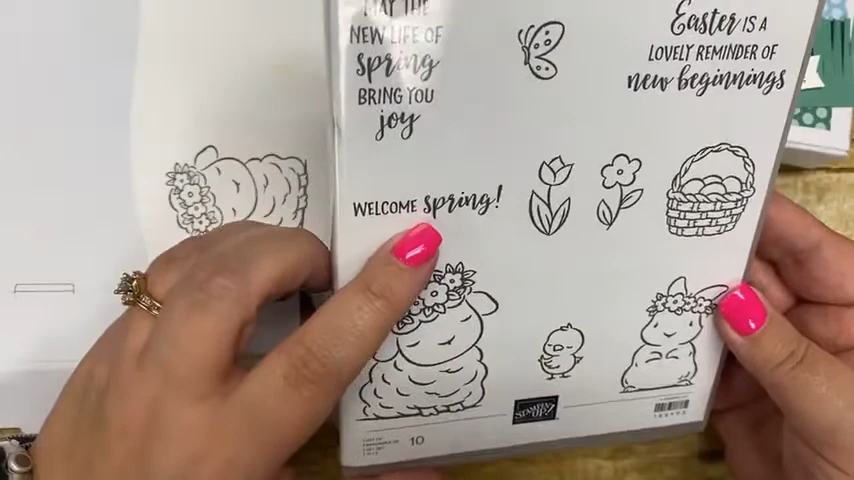 MAY THE
NEW LIFE OF
spring
BRING YOU
joy
Easter IS A
LOVELY REMINDER OF
new beginnings
WELCOME spring!
STAMPIN' UP!
10